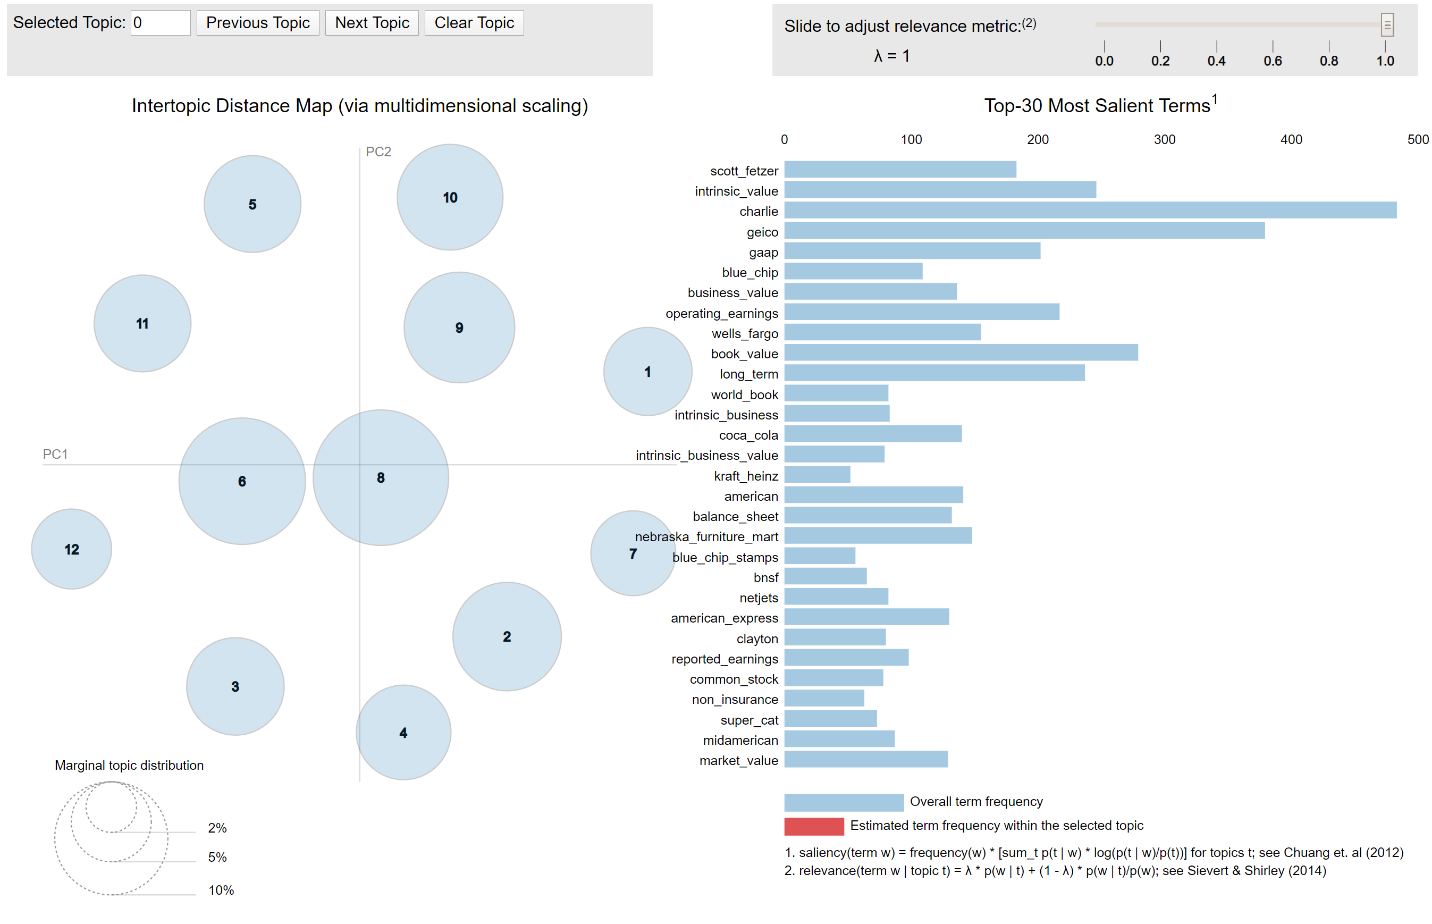 Selected Topic: 0 Previous Topic Next Topic Clear Topic
Slide to adjust relevance metric:(2)
λ = 1
0.0 0.2 0.4 0.6 0.8 1.0
Intertopic Distance Map (via multidimensional scaling)
PC2
PC1
5
10
11
9
1
6
8
12
7
2
3
4
Marginal topic distribution
2%
5%
10%
Top-30 Most Salient Terms1
0 100 200 300 400 500
scott_fetzer
intrinsic_value
charlie
geico
gaap
blue_chip
business_value
operating_earnings
wells_fargo
book_value
long_term
world_book
intrinsic_business
coca_cola
intrinsic_business_value
kraft_heinz
american
balance_sheet
nebraska_furniture_mart
blue_chip_stamps
bnsf
netjets
american_express
clayton
reported_earnings
common_stock
non_insurance
super_cat
midamerican
market_value
Overall term frequency
Estimated term frequency within the selected topic
1. saliency(term w) = frequency(w) * [sum_t p(t | w) * log(p(t | w)/p(t))] for topics t; see Chuang et. al (2012)
2. relevance(term w | topic t) = λ * p(w | t) + (1 - λ) * p(w | t)/p(w); see Sievert & Shirley (2014)